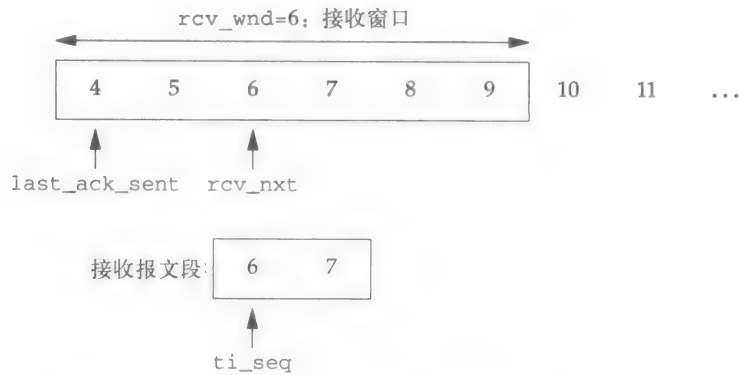 rcv_wnd=6：接收窗口
4 5 6 7 8 9 10 11 ...
last_ack_sent rcv_nxt
接收报文段: 6 7
ti_seq